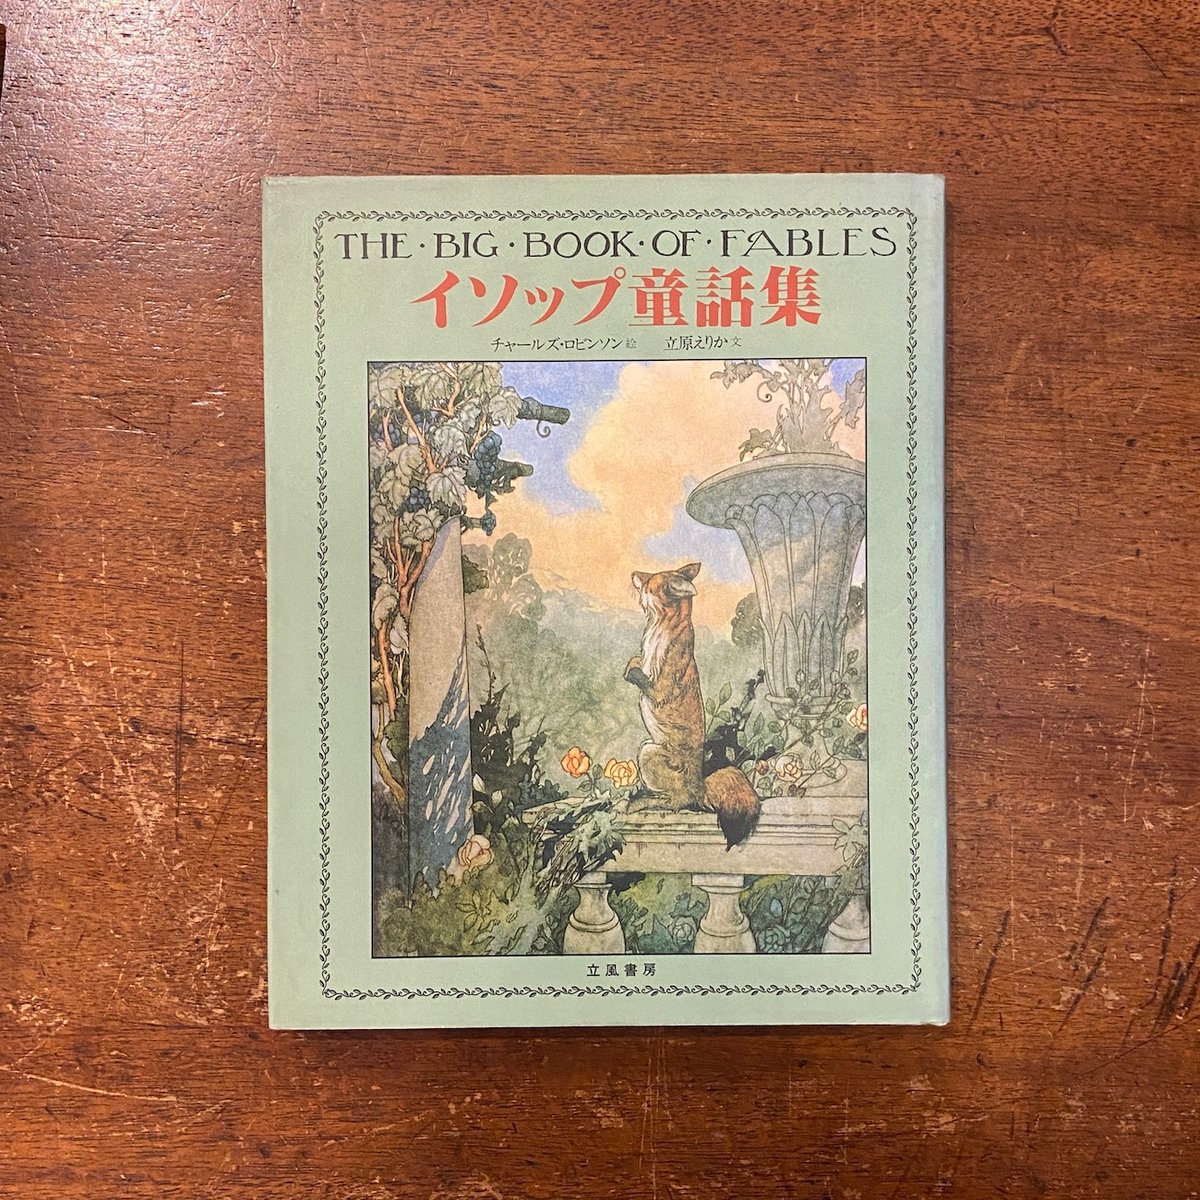 THE·BIG·BOOK·OF·FABLES
イソップ童話集
チャールズ・ロビンソン 絵 立原えりか 文
立風書房